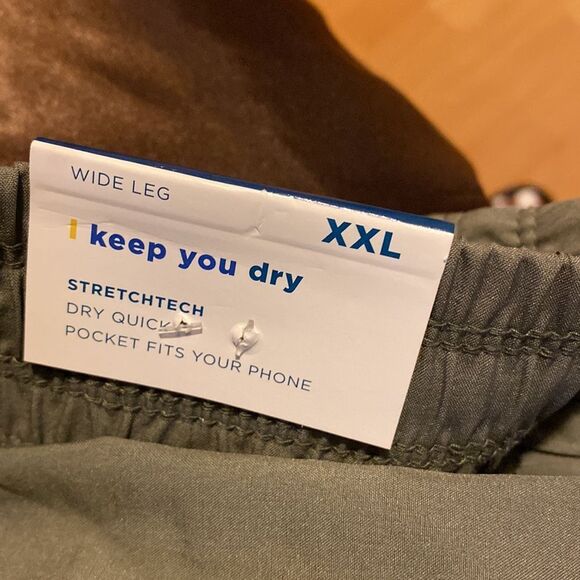 WIDE LEG
XXL
I keep you dry
STRETCHTECH
DRY QUICK
POCKET FITS YOUR PHONE